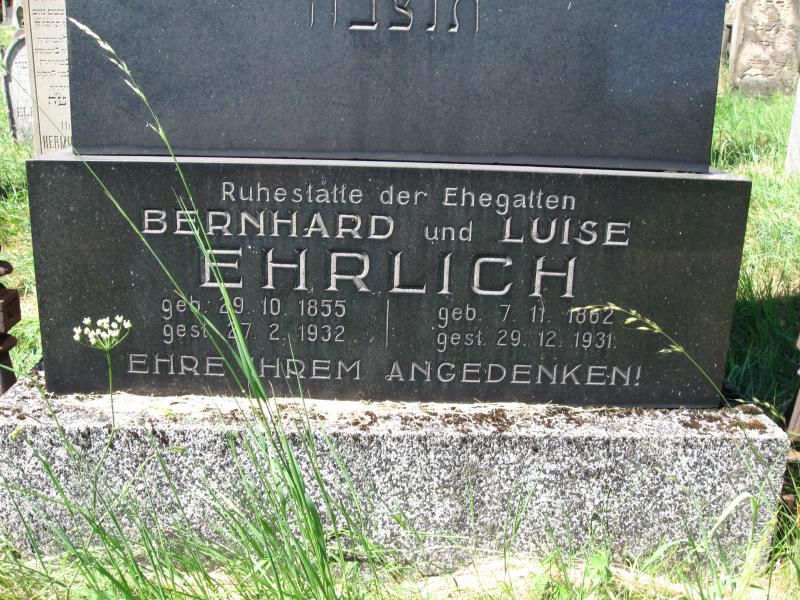 תנצבה
Ruhestätte der Ehegatten
BERNHARD und LUISE
EHRLICH
geb. 29. 10. 1855
gest. 27. 2. 1932
geb. 7. 11. 1862
gest. 29. 12. 1931.
EHRE IHREM ANGEDENKEN!